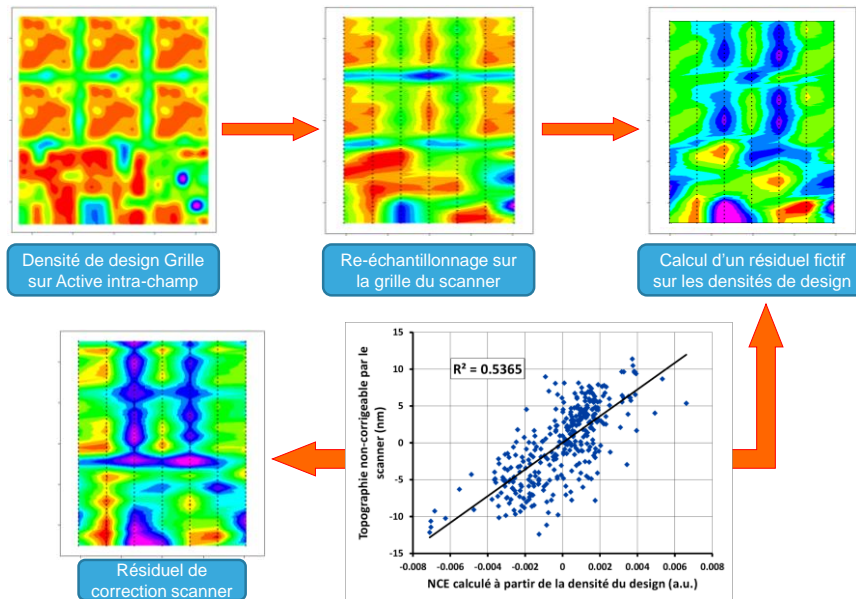 Densité de design Grille
sur Active intra-champ
Re-échantillonnage sur
la grille du scanner
Calcul d'un résiduel fictif
sur les densités de design
Résiduel de
correction scanner
R² = 0.5365
Topographie non-corrigeable par le
scanner (nm)
15
10
5
0
-5
-10
-15
-0.008
-0.006
-0.004
-0.002
0
0.002
0.004
0.006
0.008
NCE calculé à partir de la densité du design (a.u.)